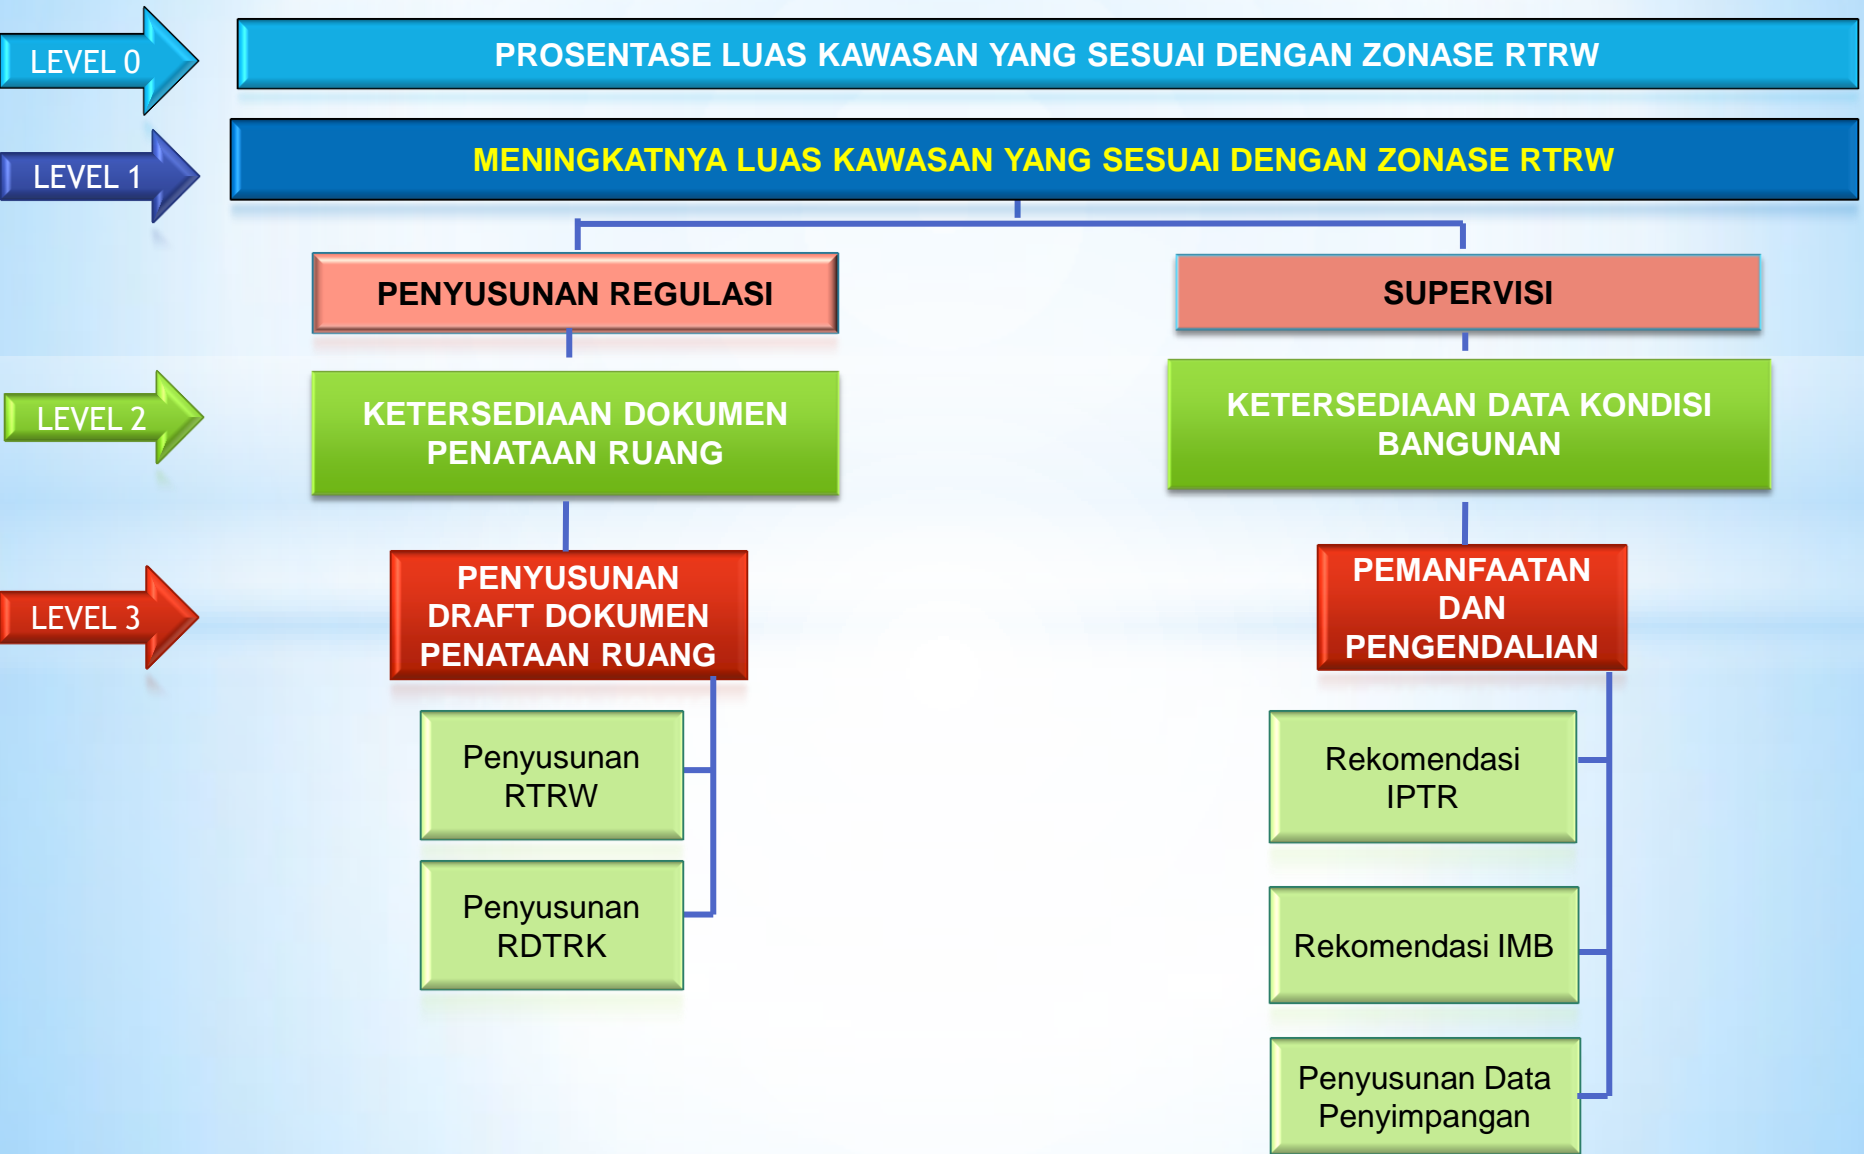 LEVEL 0
PROSENTASE LUAS KAWASAN YANG SESUAI DENGAN ZONASE RTRW
LEVEL 1
MENINGKATNYA LUAS KAWASAN YANG SESUAI DENGAN ZONASE RTRW
PENYUSUNAN REGULASI
SUPERVISI
LEVEL 2
KETERSEDIAAN DOKUMEN
PENATAAN RUANG
KETERSEDIAAN DATA KONDISI
BANGUNAN
LEVEL 3
PENYUSUNAN
DRAFT DOKUMEN
PENATAAN RUANG
PEMANFAATAN
DAN
PENGENDALIAN
Penyusunan
RTRW
Rekomendasi
IPTR
Penyusunan
RDTRK
Rekomendasi IMB
Penyusunan Data
Penyimpangan